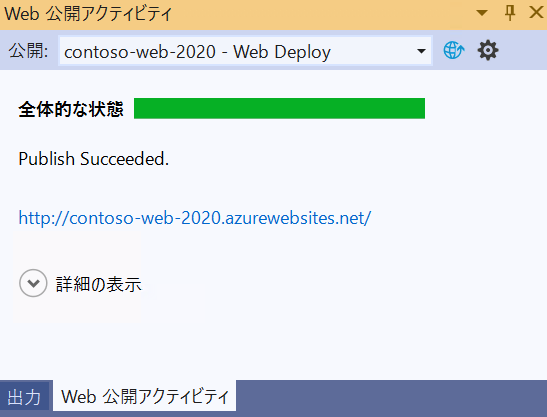 Web 公開アクティビティ
公開: contoso-web-2020 - Web Deploy
全体的な状態
Publish Succeeded.
http://contoso-web-2020.azurewebsites.net/
詳細の表示
出力 Web 公開アクティビティ